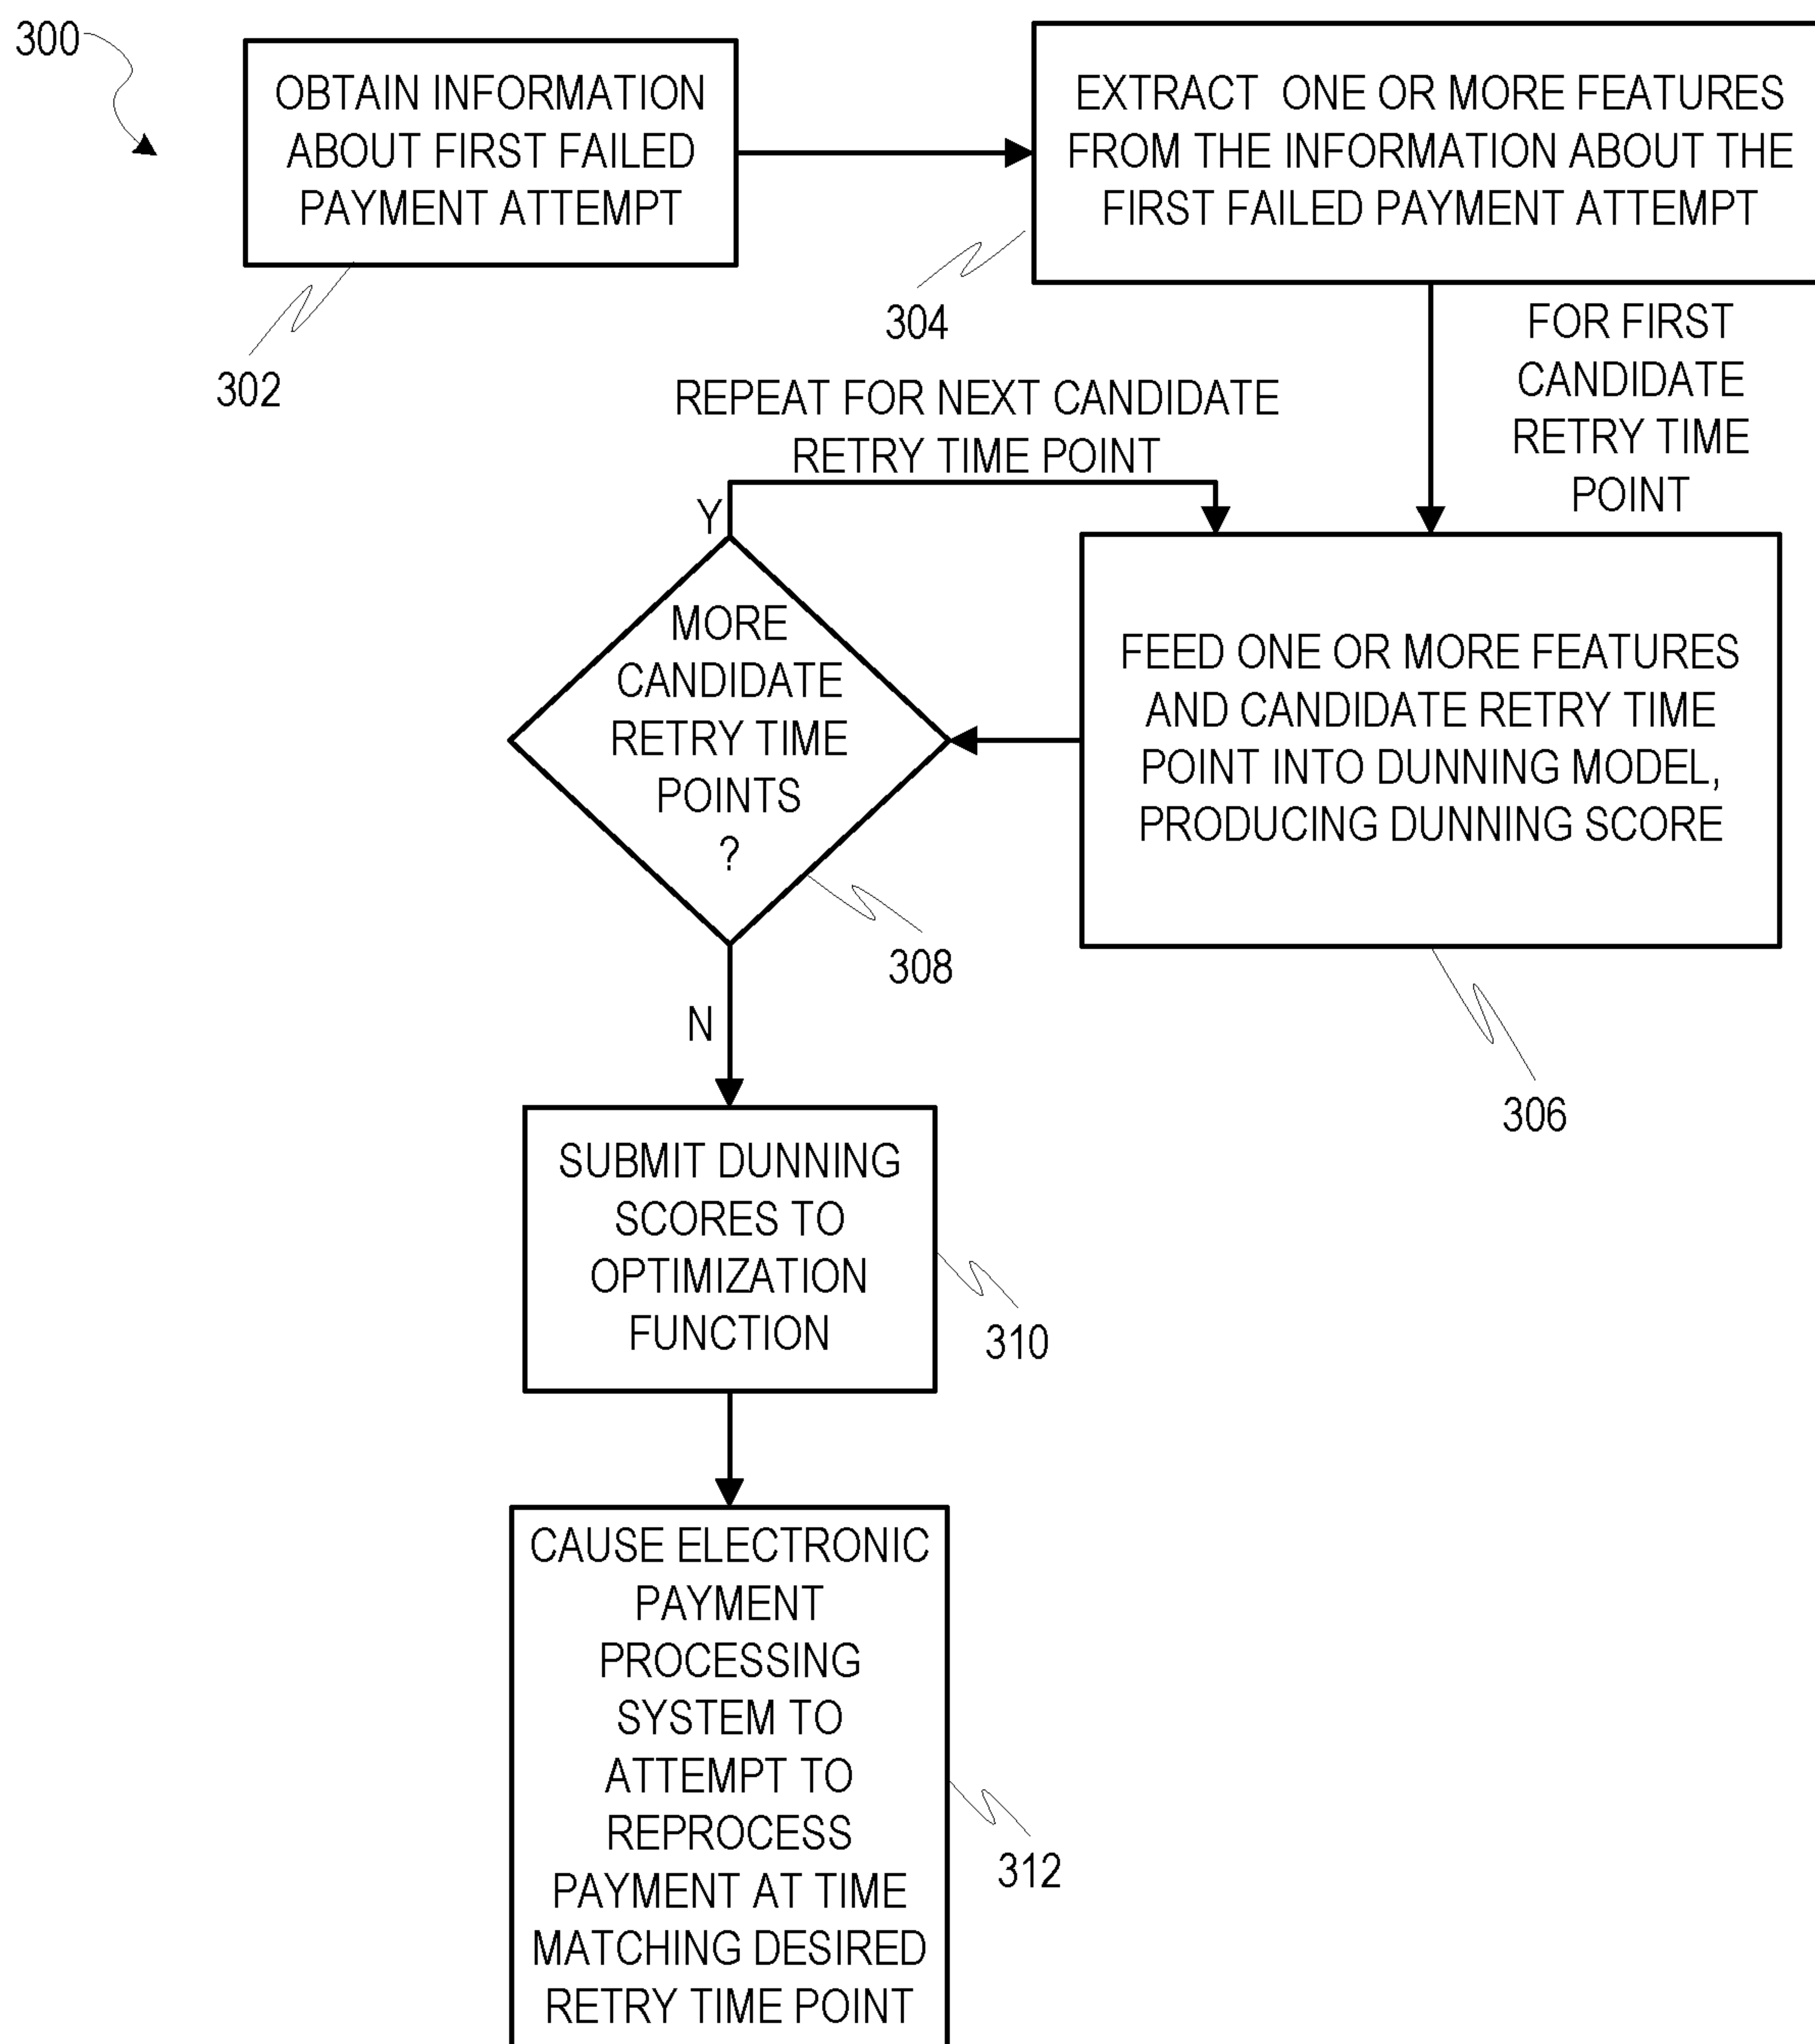 300
OBTAIN INFORMATION
ABOUT FIRST FAILED
PAYMENT ATTEMPT
302
EXTRACT ONE OR MORE FEATURES
FROM THE INFORMATION ABOUT THE
FIRST FAILED PAYMENT ATTEMPT
304
FOR FIRST
CANDIDATE
RETRY TIME
POINT
REPEAT FOR NEXT CANDIDATE
RETRY TIME POINT
Y
MORE
CANDIDATE
RETRY TIME
POINTS
?
308
FEED ONE OR MORE FEATURES
AND CANDIDATE RETRY TIME
POINT INTO DUNNING MODEL,
PRODUCING DUNNING SCORE
306
N
SUBMIT DUNNING
SCORES TO
OPTIMIZATION
FUNCTION
310
CAUSE ELECTRONIC
PAYMENT
PROCESSING
SYSTEM TO
ATTEMPT TO
REPROCESS
PAYMENT AT TIME
MATCHING DESIRED
RETRY TIME POINT
312